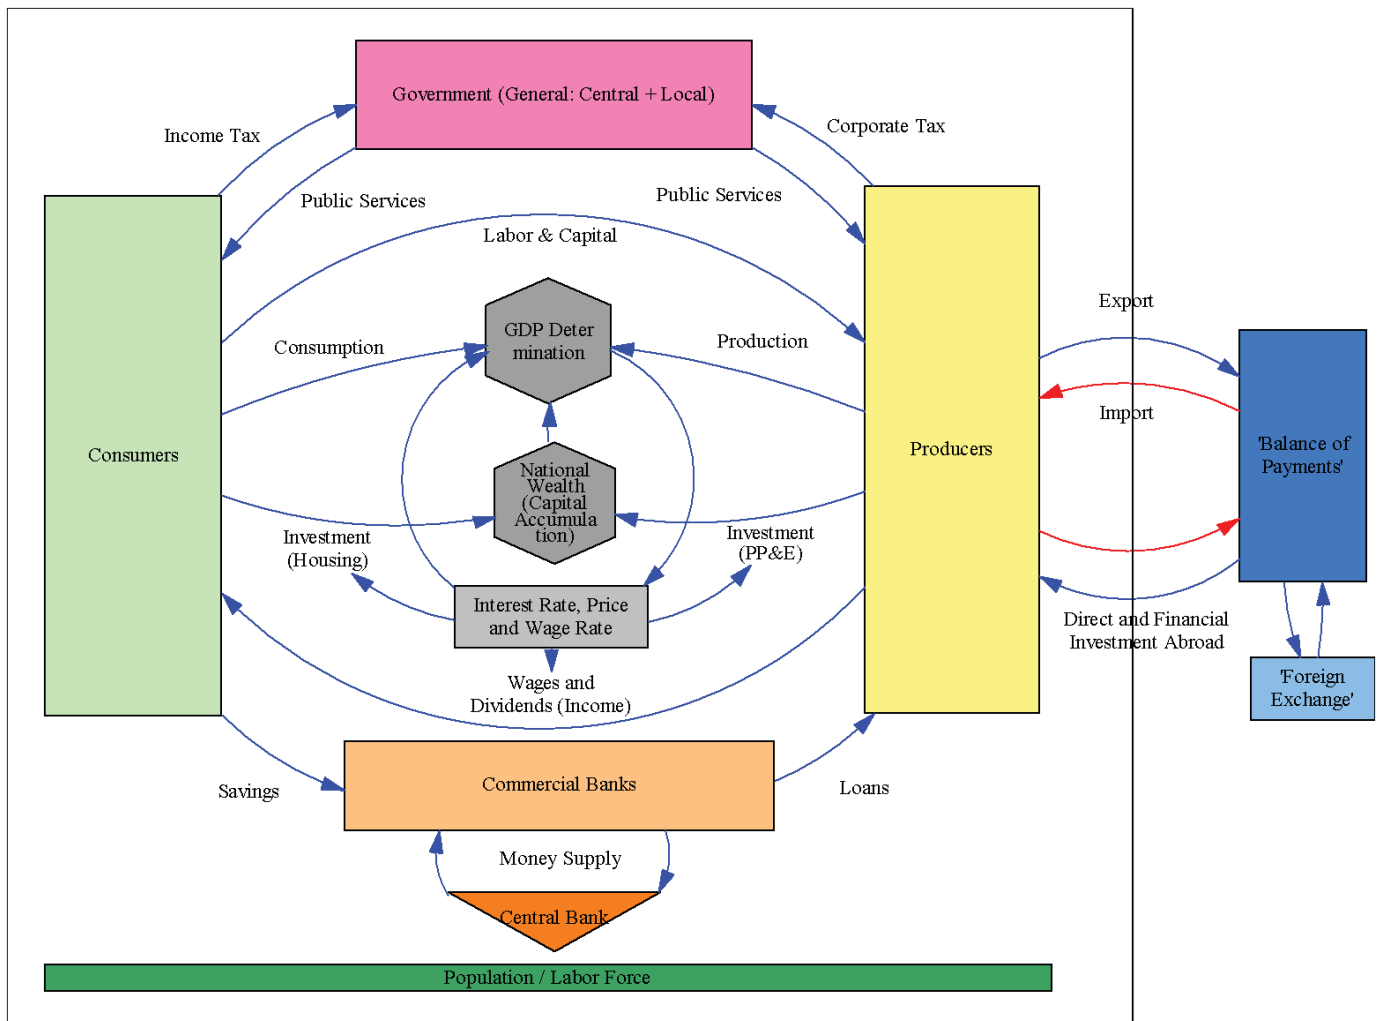 Government (General: Central + Local)
Income Tax
Corporate Tax
Public Services
Public Services
Labor & Capital
Export
GDP Deter
mination
Consumption
Production
Import
Consumers
Producers
'Balance of
Payments'
National
Wealth
(Capital
Accumula
tion)
Investment
(Housing)
Investment
(PP&E)
Interest Rate, Price
and Wage Rate
Direct and Financial
Investment Abroad
Wages and
Dividends (Income)
'Foreign
Exchange'
Savings
Commercial Banks
Loans
Money Supply
Central Bank
Population / Labor Force